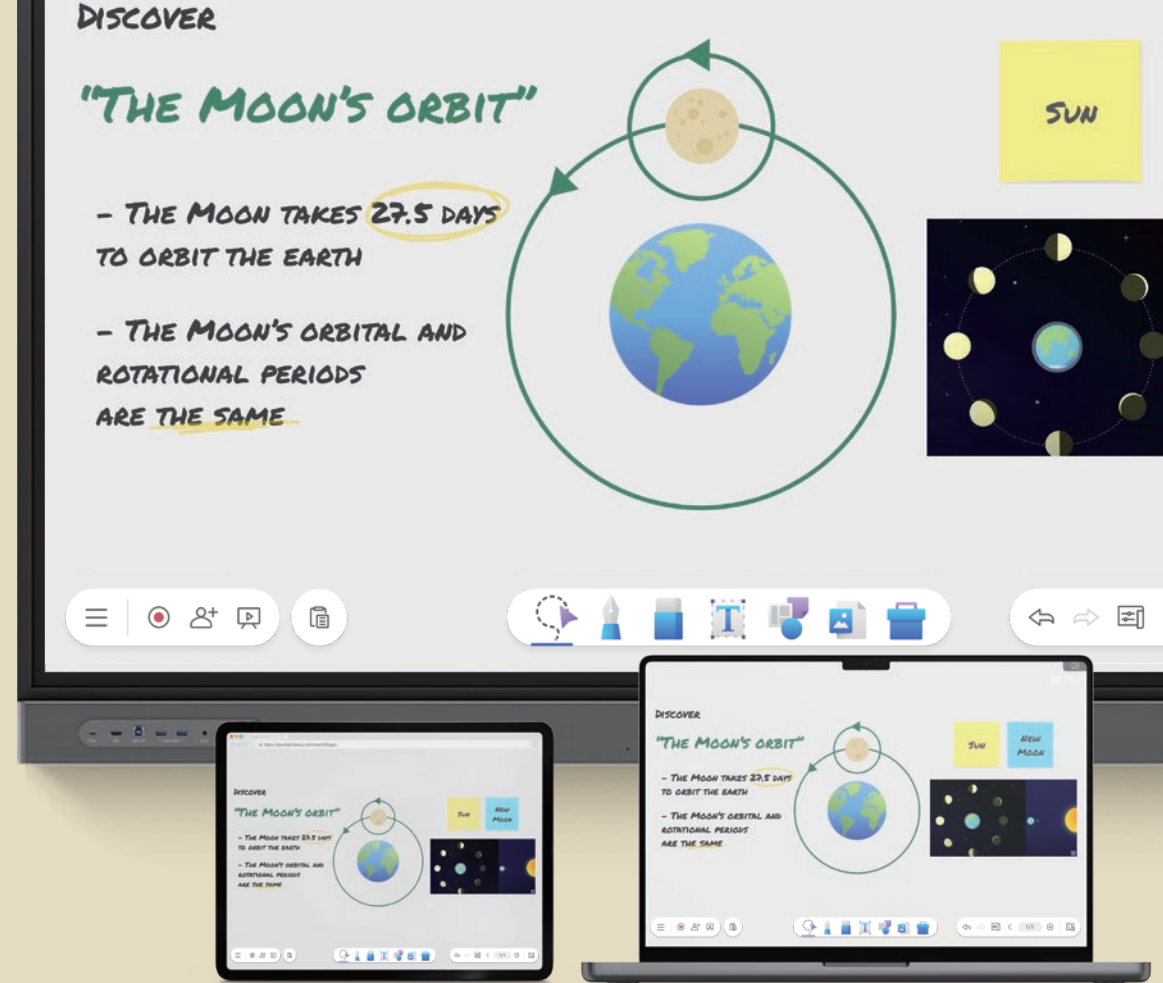 DISCOVER
"THE MOON'S ORBIT"
- THE MOON TAKES 27.5 DAYS
TO ORBIT THE EARTH
- THE MOON'S ORBITAL AND
ROTATIONAL PERIODS
ARE THE SAME
SUN
T
DISCOVER
"THE MOON'S ORBIT"
- THE MOON TAKES 27.5 DAYS
TO ORBIT THE EARTH
- THE MOON'S ORBITAL AND
ROTATIONAL PERIODS
ARE THE SAME
SUN
NEW
MOON
T
1/1
DISCOVER
"THE MOON'S ORBIT"
- THE MOON TAKES 27.5 DAYS
TO ORBIT THE EARTH
- THE MOON'S ORBITAL AND
ROTATIONAL PERIODS
ARE THE SAME
SUN
NEW
MOON
T
1/1